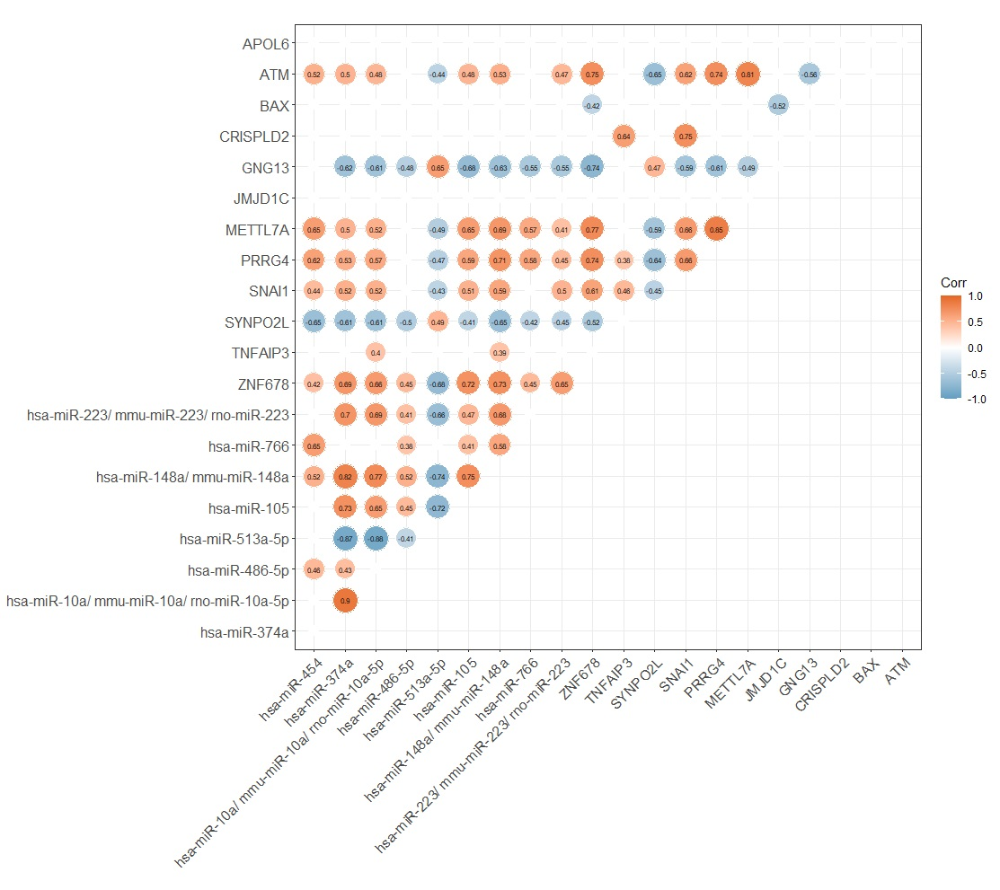 APOL6
ATM 0.52 0.5 0.48 -0.44 0.48 0.53 0.47 0.75 -0.65 0.62 0.74 0.81 -0.56
BAX -0.42 -0.52
CRISPLD2 0.64 0.75
GNG13 -0.62 -0.61 -0.48 0.65 -0.68 -0.63 -0.55 -0.55 -0.74 0.47 -0.59 -0.61 -0.49
JMJD1C
METTL7A 0.65 0.5 0.52 -0.49 0.65 0.69 0.57 0.41 0.77 -0.59 0.66 0.85
PRRG4 0.62 0.53 0.57 -0.47 0.59 0.71 0.58 0.45 0.74 0.38 -0.64 0.66
SNAI1 0.44 0.52 0.52 -0.43 0.51 0.59 0.5 0.61 0.46 -0.45
SYNPO2L -0.65 -0.61 -0.61 -0.5 0.49 -0.41 -0.65 -0.42 -0.45 -0.52
TNFAIP3 0.4 0.39
ZNF678 0.42 0.69 0.66 0.45 -0.68 0.72 0.73 0.45 0.65
hsa-miR-223/ mmu-miR-223/ rno-miR-223 0.7 0.69 0.41 -0.66 0.47 0.68
hsa-miR-766 0.65 0.38 0.41 0.58
hsa-miR-148a/ mmu-miR-148a 0.52 0.82 0.77 0.52 -0.74 0.75
hsa-miR-105 0.73 0.65 0.45 -0.72
hsa-miR-513a-5p -0.87 -0.88 -0.41
hsa-miR-486-5p 0.46 0.43
hsa-miR-10a/ mmu-miR-10a/ rno-miR-10a-5p 0.9
hsa-miR-374a
hsa-miR-454
hsa-miR-374a
hsa-miR-10a/ mmu-miR-10a/ rno-miR-10a-5p
hsa-miR-486-5p
hsa-miR-513a-5p
hsa-miR-105
hsa-miR-148a/ mmu-miR-148a
hsa-miR-766
hsa-miR-223/ mmu-miR-223/ rno-miR-223
ZNF678
TNFAIP3
SYNPO2L
SNAI1
PRRG4
METTL7A
JMJD1C
GNG13
CRISPLD2
BAX
ATM
Corr
1.0
0.5
0.0
-0.5
-1.0